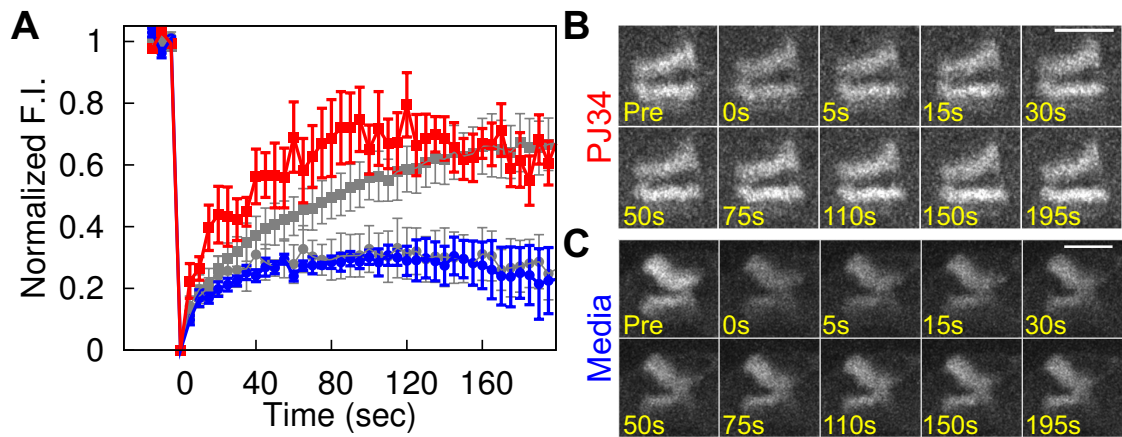 A
Normalized F.I.
1
0.8
0.6
0.4
0.2
0
0 40 80 120 160
Time (sec)
B
PJ34
Pre 0s 5s 15s 30s
50s 75s 110s 150s 195s
C
Media
Pre 0s 5s 15s 30s
50s 75s 110s 150s 195s